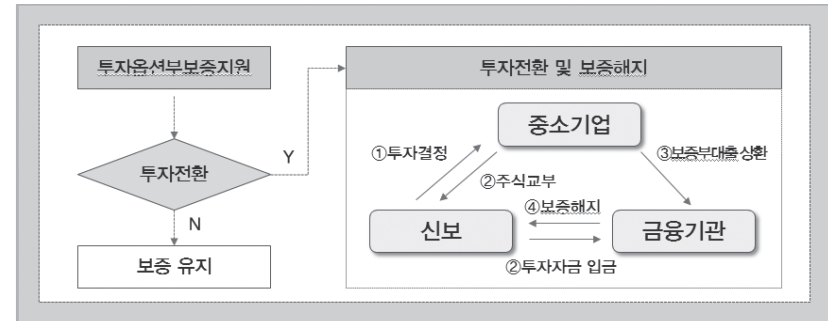 투자옵션부보증지원
투자전환
Y
N
보증 유지
투자전환 및 보증해지
중소기업
①투자결정
②주식교부
③보증부대출 상환
④보증해지
신보
금융기관
②투자자금 입금